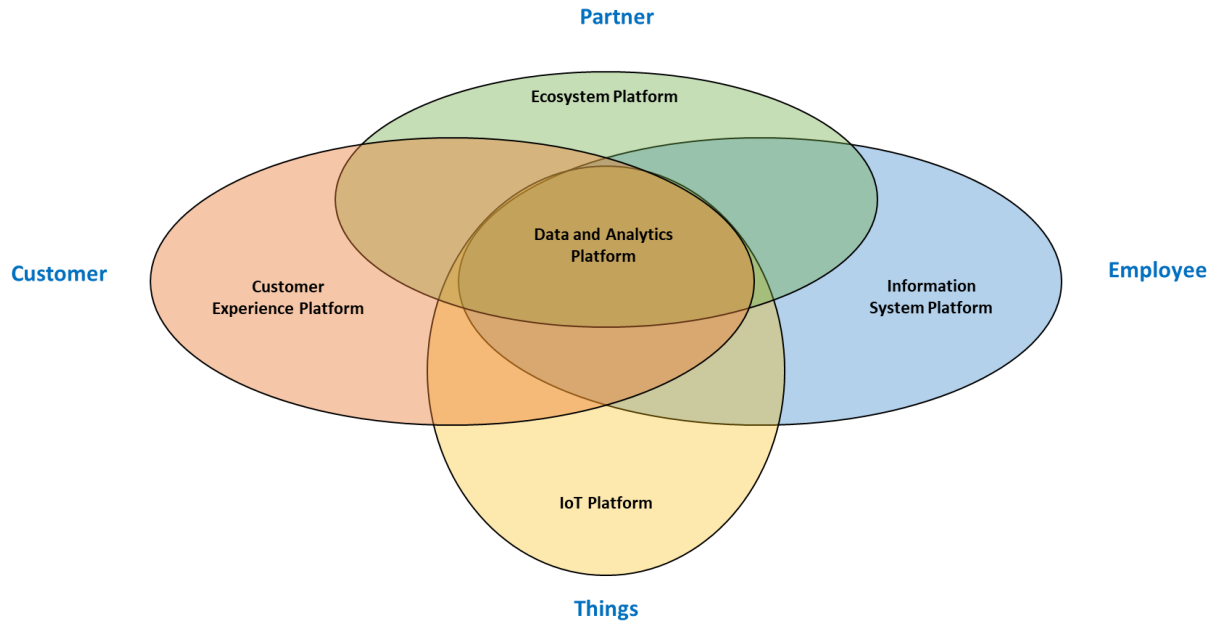 Partner
Ecosystem Platform
Data and Analytics
Platform
Customer
Customer
Experience Platform
Information
System Platform
Employee
IoT Platform
Things